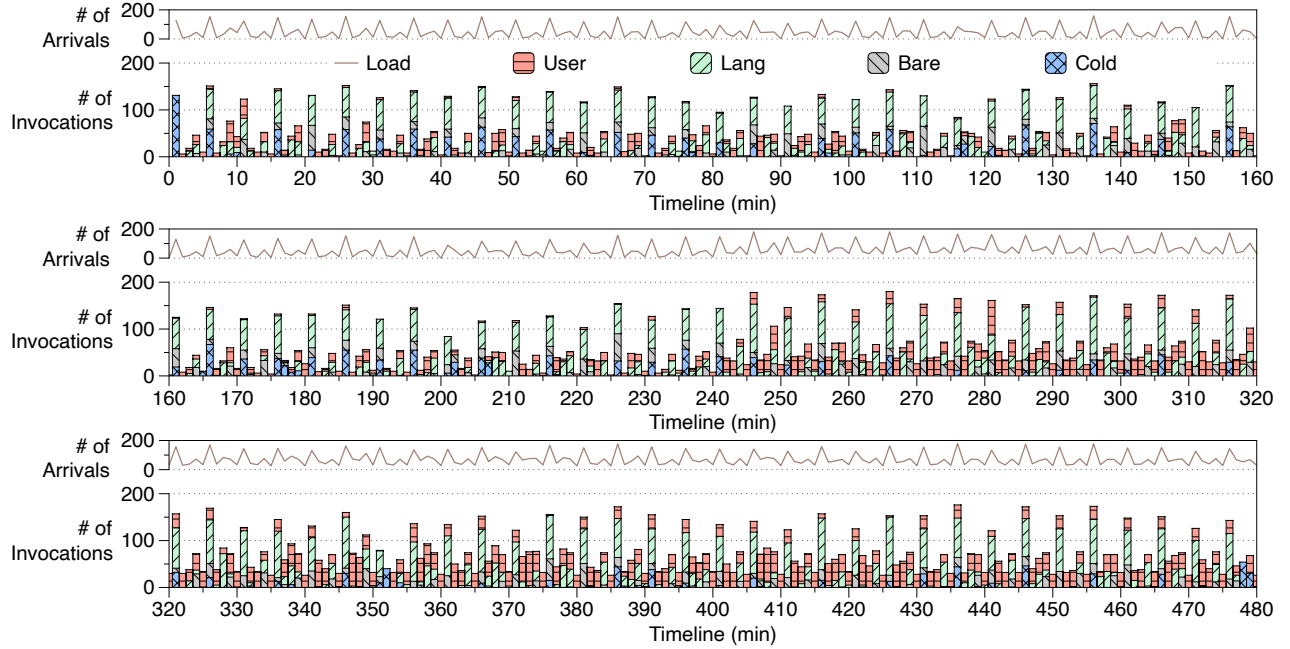 # of Arrivals
200
0
Load User Lang Bare Cold
# of Invocations
200
100
0
0 10 20 30 40 50 60 70 80 90 100 110 120 130 140 150 160
Timeline (min)
# of Arrivals
200
0
# of Invocations
200
100
0
160 170 180 190 200 210 220 230 240 250 260 270 280 290 300 310 320
Timeline (min)
# of Arrivals
200
0
# of Invocations
200
100
0
320 330 340 350 360 370 380 390 400 410 420 430 440 450 460 470 480
Timeline (min)